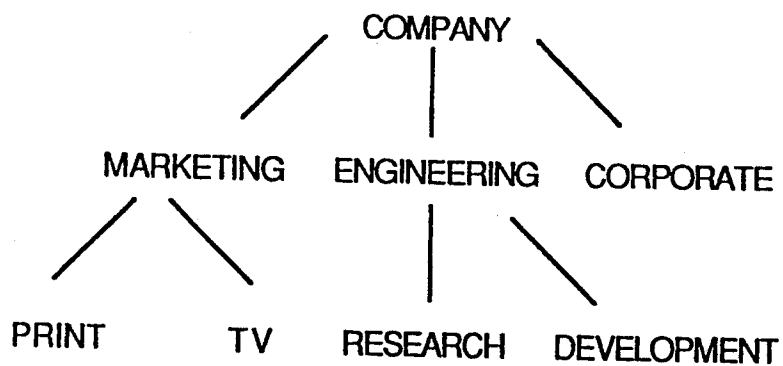 COMPANY
MARKETING ENGINEERING CORPORATE
PRINT TV RESEARCH DEVELOPMENT